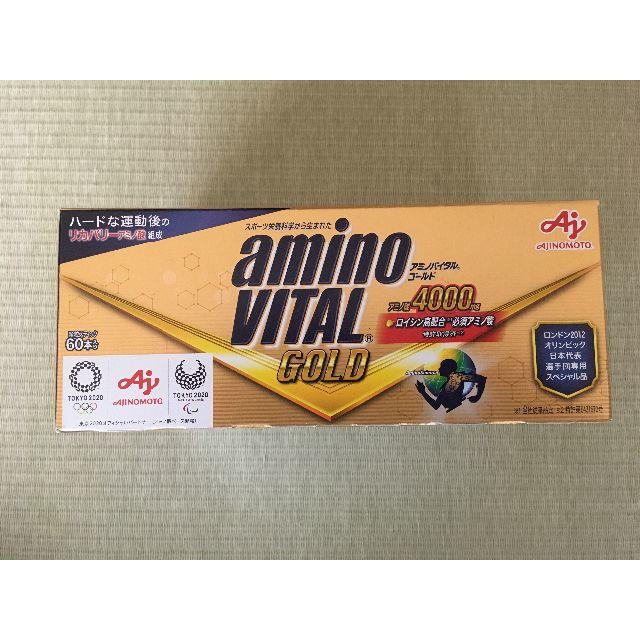 ハードな運動後の
リカバリーアミノ酸組成
スポーツ栄養科学から生まれた
amino
VITAL®
GOLD
アミノバイタル®
ゴールド
アミノ酸4000mg
ロイシン高配合 必須アミノ酸
60本入
Aj
AJINOMOTO®
ロンドン2012
オリンピック
日本代表
選手団専用
スペシャル品
TOKYO 2020
Aj
AJINOMOTO
TOKYO 2020